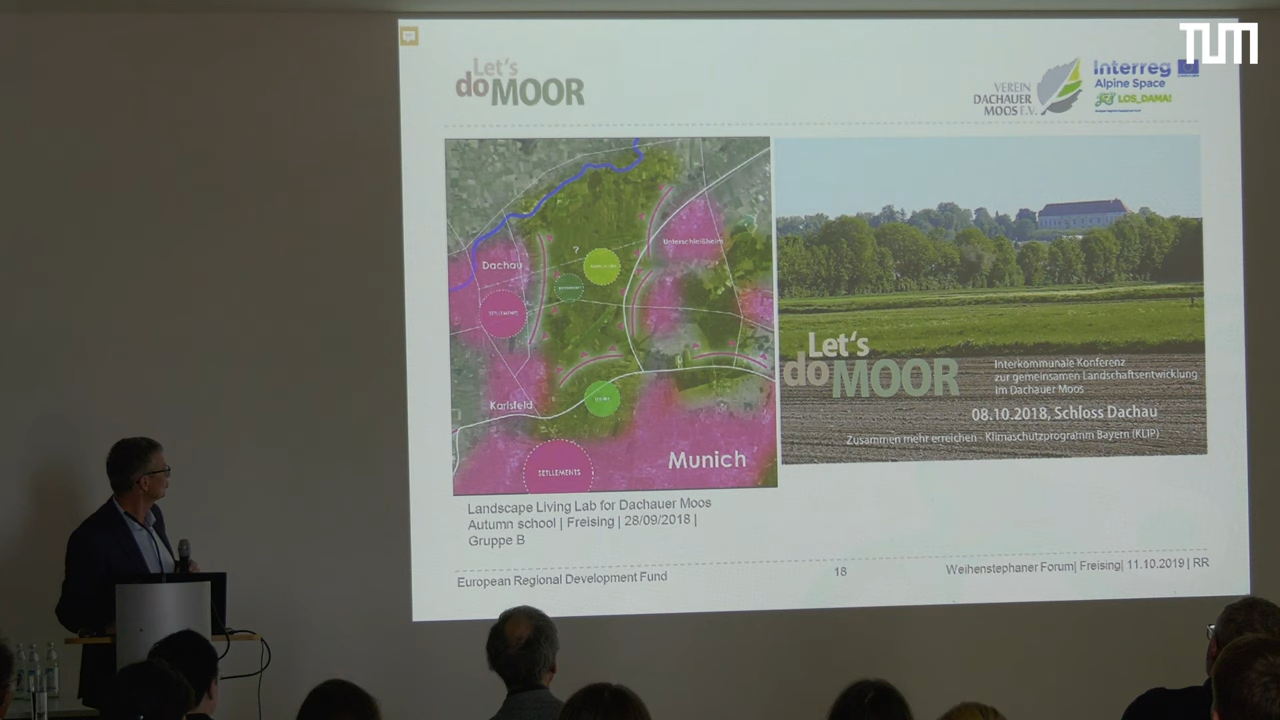 TUM
Let's
do MOOR
VEREIN
DACHAUER
MOOS E.V.
Interreg
Alpine Space
LOS_DAMA!
Dachau
?
Unterschleißheim
SETLEMENTS
Karlsfeld
SETLLEMENTS
Munich
Let's
do MOOR
Interkommunale Konferenz
zur gemeinsamen Landschaftsentwicklung
im Dachauer Moos
08.10.2018, Schloss Dachau
Zusammen mehr erreichen - Klimaschutzprogramm Bayern (KLIP)
Landscape Living Lab for Dachauer Moos
Autumn school | Freising | 28/09/2018 |
Gruppe B
European Regional Development Fund
18
Weihenstephaner Forum| Freising| 11.10.2019 | RR